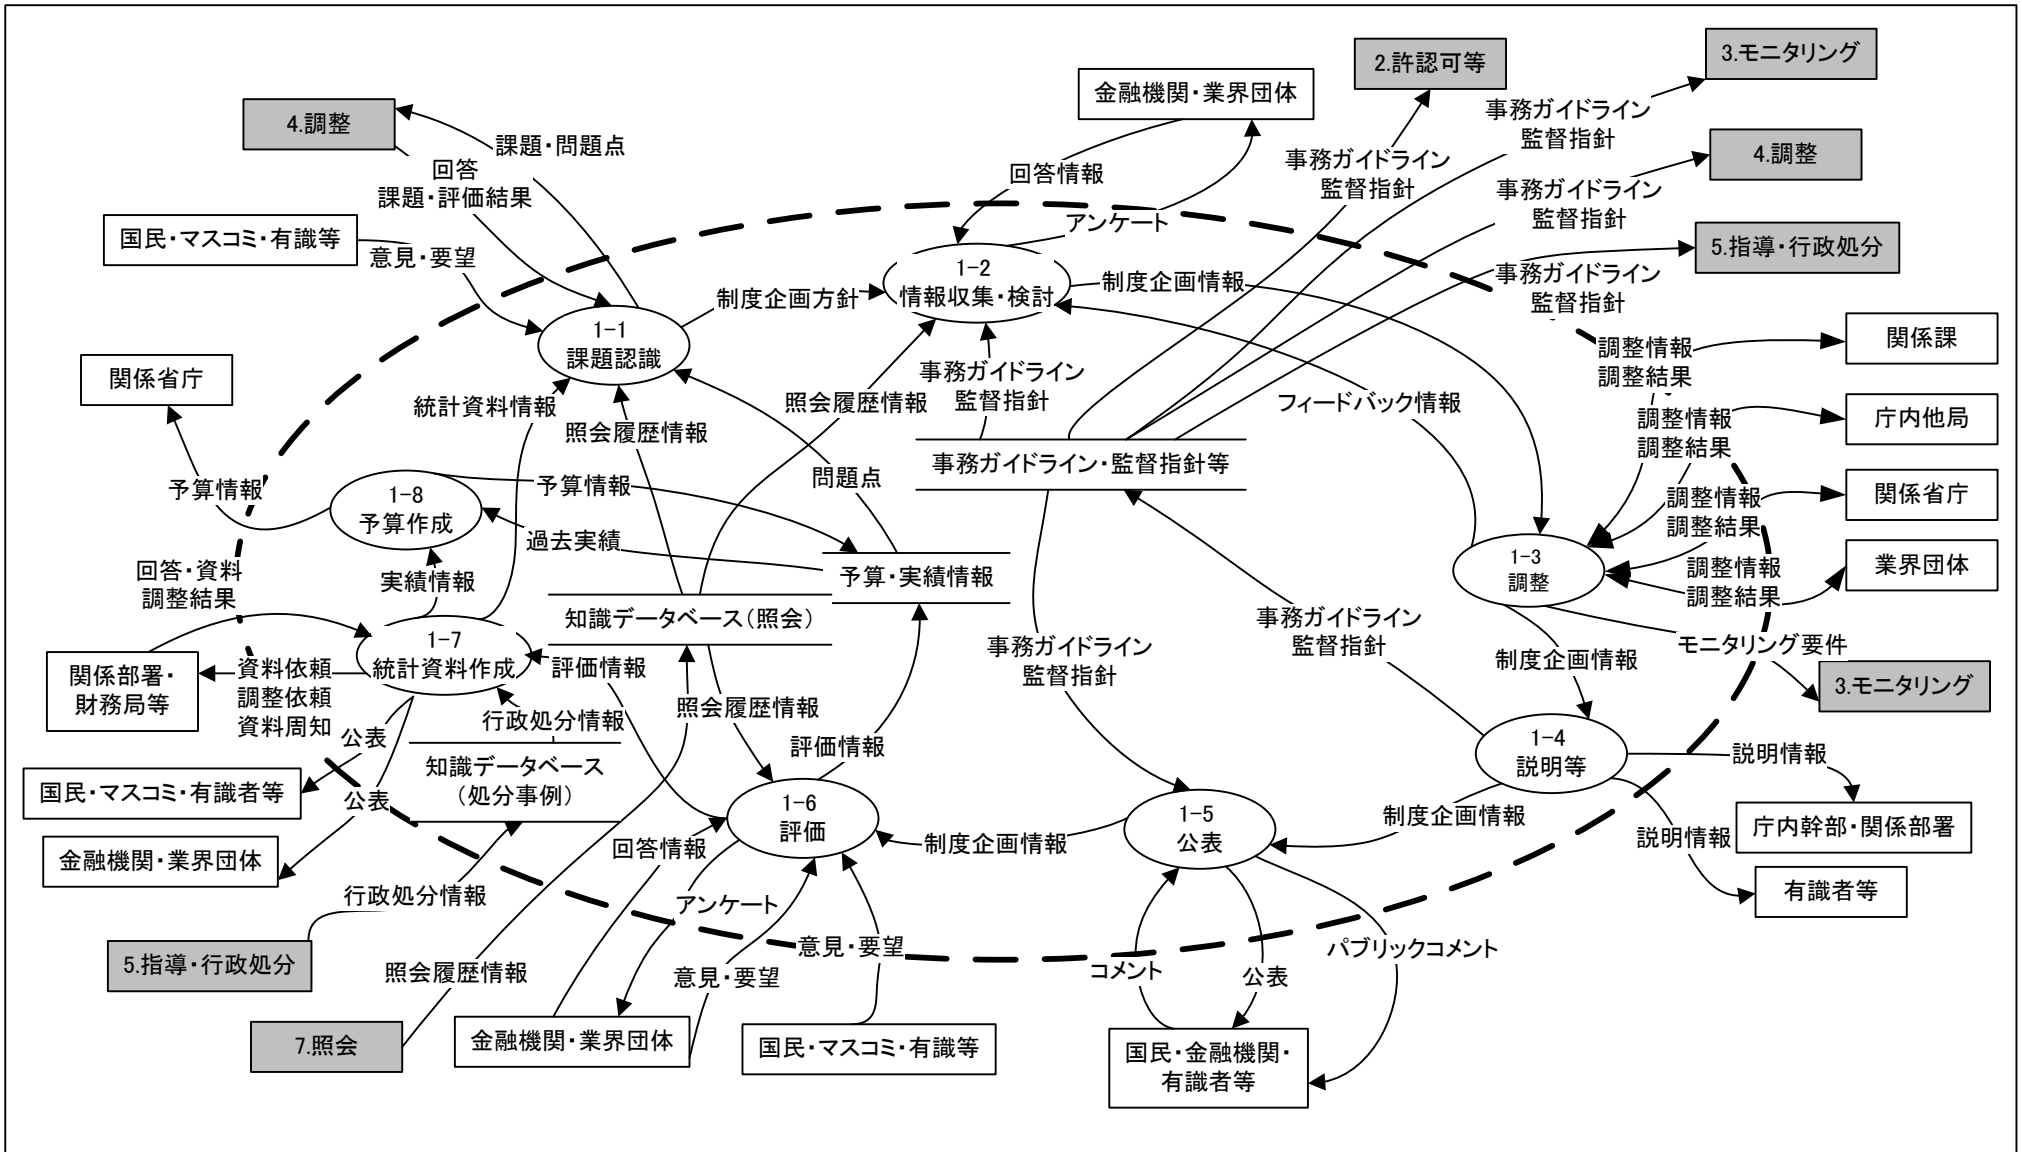 3.モニタリング
2.許認可等
金融機関・業界団体
4.調整
課題・問題点
回答
課題・評価結果
事務ガイドライン
監督指針
事務ガイドライン
監督指針
4.調整
回答情報
事務ガイドライン
監督指針
アンケート
国民・マスコミ・有識等
意見・要望
5.指導・行政処分
事務ガイドライン
監督指針
1-2
情報収集・検討
制度企画情報
制度企画方針
1-1
課題認識
関係課
調整情報
調整結果
関係省庁
事務ガイドライン
監督指針
統計資料情報
照会履歴情報
照会履歴情報
フィードバック情報
庁内他局
調整情報
調整結果
事務ガイドライン・監督指針等
問題点
予算情報
1-8
予算作成
予算情報
関係省庁
調整情報
調整結果
過去実績
1-3
調整
業界団体
調整情報
調整結果
予算・実績情報
回答・資料
調整結果
実績情報
知識データベース(照会)
事務ガイドライン
監督指針
事務ガイドライン
監督指針
モニタリング要件
制度企画情報
1-7
統計資料作成
評価情報
関係部署・
財務局等
資料依頼
調整依頼
資料周知
3.モニタリング
照会履歴情報
行政処分情報
公表
評価情報
1-4
説明等
説明情報
知識データベース
(処分事例)
国民・マスコミ・有識者等
公表
1-6
評価
1-5
公表
制度企画情報
庁内幹部・関係部署
制度企画情報
説明情報
回答情報
金融機関・業界団体
行政処分情報
有識者等
アンケート
意見・要望
パブリックコメント
5.指導・行政処分
照会履歴情報
意見・要望
コメント
公表
7.照会
金融機関・業界団体
国民・マスコミ・有識等
国民・金融機関・
有識者等